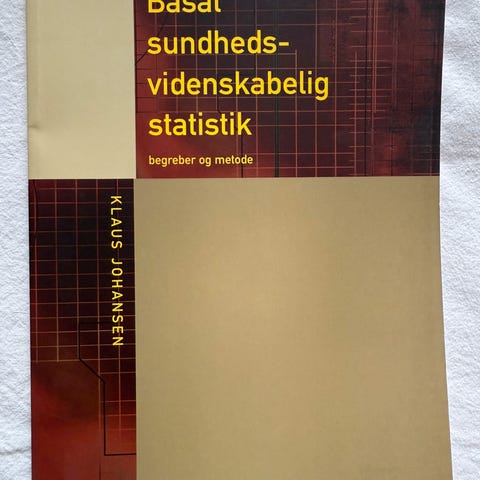 Basal
sundheds-
videnskabelig
statistik
begreber og metode
KLAUS JOHANSEN